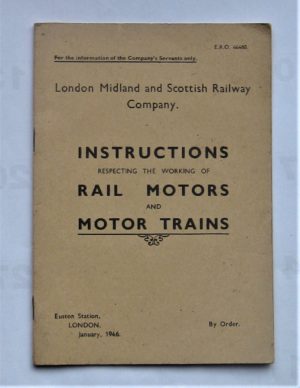 E.R.O. 46480.
For the information of the Company's Servants only.
London Midland and Scottish Railway
Company.
INSTRUCTIONS
RESPECTING THE WORKING OF
RAIL MOTORS
AND
MOTOR TRAINS
Euston Station,
LONDON.
January, 1946.
By Order.